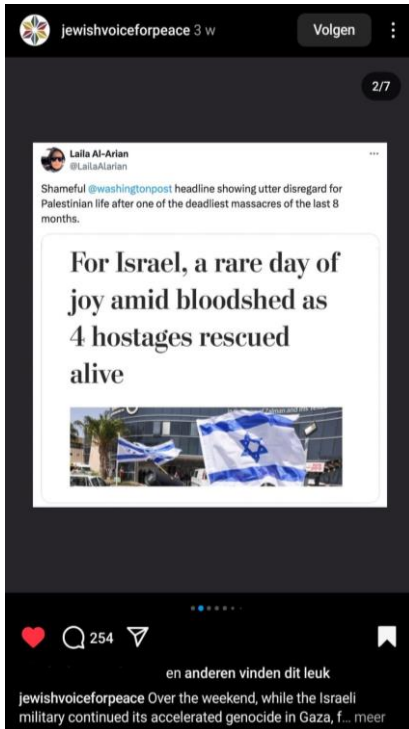 jewishvoiceforpeace 3 w
Volgen
2/7
Laila Al-Arian
@LailaAlarian
Shameful @washingtonpost headline showing utter disregard for
Palestinian life after one of the deadliest massacres of the last 8
months.
For Israel, a rare day of
joy amid bloodshed as
4 hostages rescued
alive
254
en anderen vinden dit leuk
jewishvoiceforpeace Over the weekend, while the Israeli
military continued its accelerated genocide in Gaza, f... meer